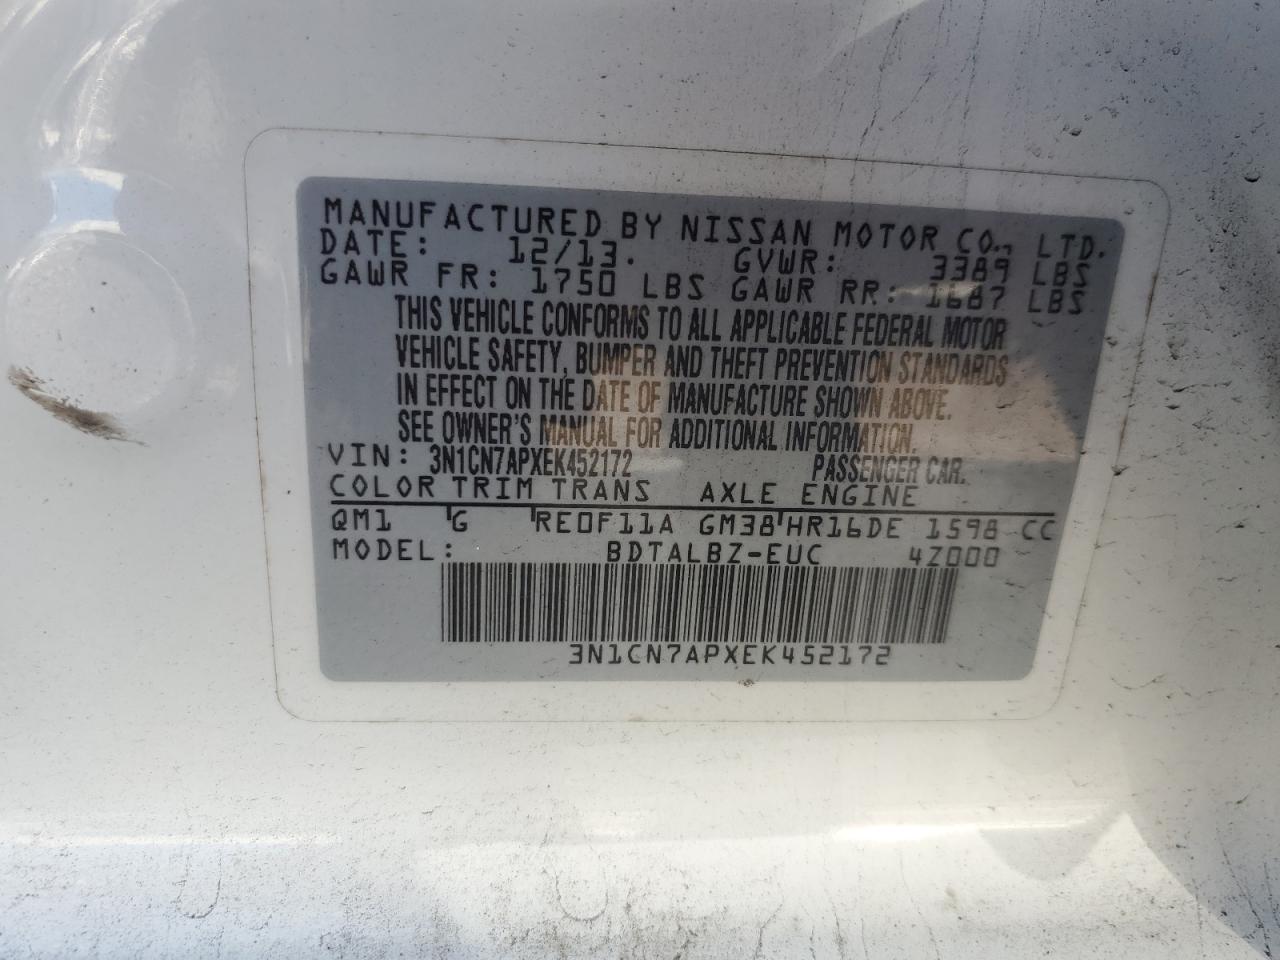 MANUFACTURED BY NISSAN MOTOR CO., LTD.
DATE: 12/13. GVWR: 3389 LBS
GAWR FR: 1750 LBS GAWR RR: 1687 LBS
THIS VEHICLE CONFORMS TO ALL APPLICABLE FEDERAL MOTOR
VEHICLE SAFETY, BUMPER AND THEFT PREVENTION STANDARDS
IN EFFECT ON THE DATE OF MANUFACTURE SHOWN ABOVE.
SEE OWNER'S MANUAL FOR ADDITIONAL INFORMATION.
VIN: 3N1CN7APXEK452172 PASSENGER CAR.
COLOR TRIM TRANS AXLE ENGINE
QM1 G RE0F11A GM38 HR16DE 1598 CC
MODEL: BDTALBZ-EUC 4Z000
3N1CN7APXEK452172